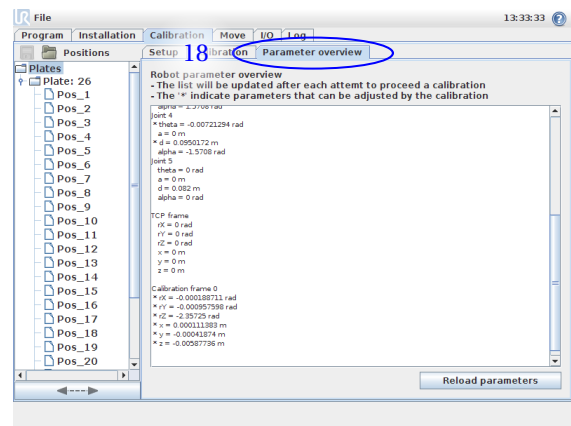 UR File 13:33:33 ?
Program Installation Calibration Move I/O Log
Positions Setup 18 ibration Parameter overview
Plates
Plate: 26
Pos_1
Pos_2
Pos_3
Pos_4
Pos_5
Pos_6
Pos_7
Pos_8
Pos_9
Pos_10
Pos_11
Pos_12
Pos_13
Pos_14
Pos_15
Pos_16
Pos_17
Pos_18
Pos_19
Pos_20
Robot parameter overview
- The list will be updated after each attemt to proceed a calibration
- The '*' indicate parameters that can be adjusted by the calibration
alpha = 1.5708 rad
Joint 4
* theta = -0.00721294 rad
a = 0 m
* d = 0.0950172 m
alpha = -1.5708 rad
Joint 5
theta = 0 rad
a = 0 m
d = 0.082 m
alpha = 0 rad
TCP frame
rX = 0 rad
rY = 0 rad
rZ = 0 rad
x = 0 m
y = 0 m
z = 0 m
Calibration frame 0
* rX = -0.000188711 rad
* rY = -0.000957598 rad
* rZ = -2.35725 rad
* x = 0.000111383 m
* y = -0.00041874 m
* z = -0.00587736 m
Reload parameters